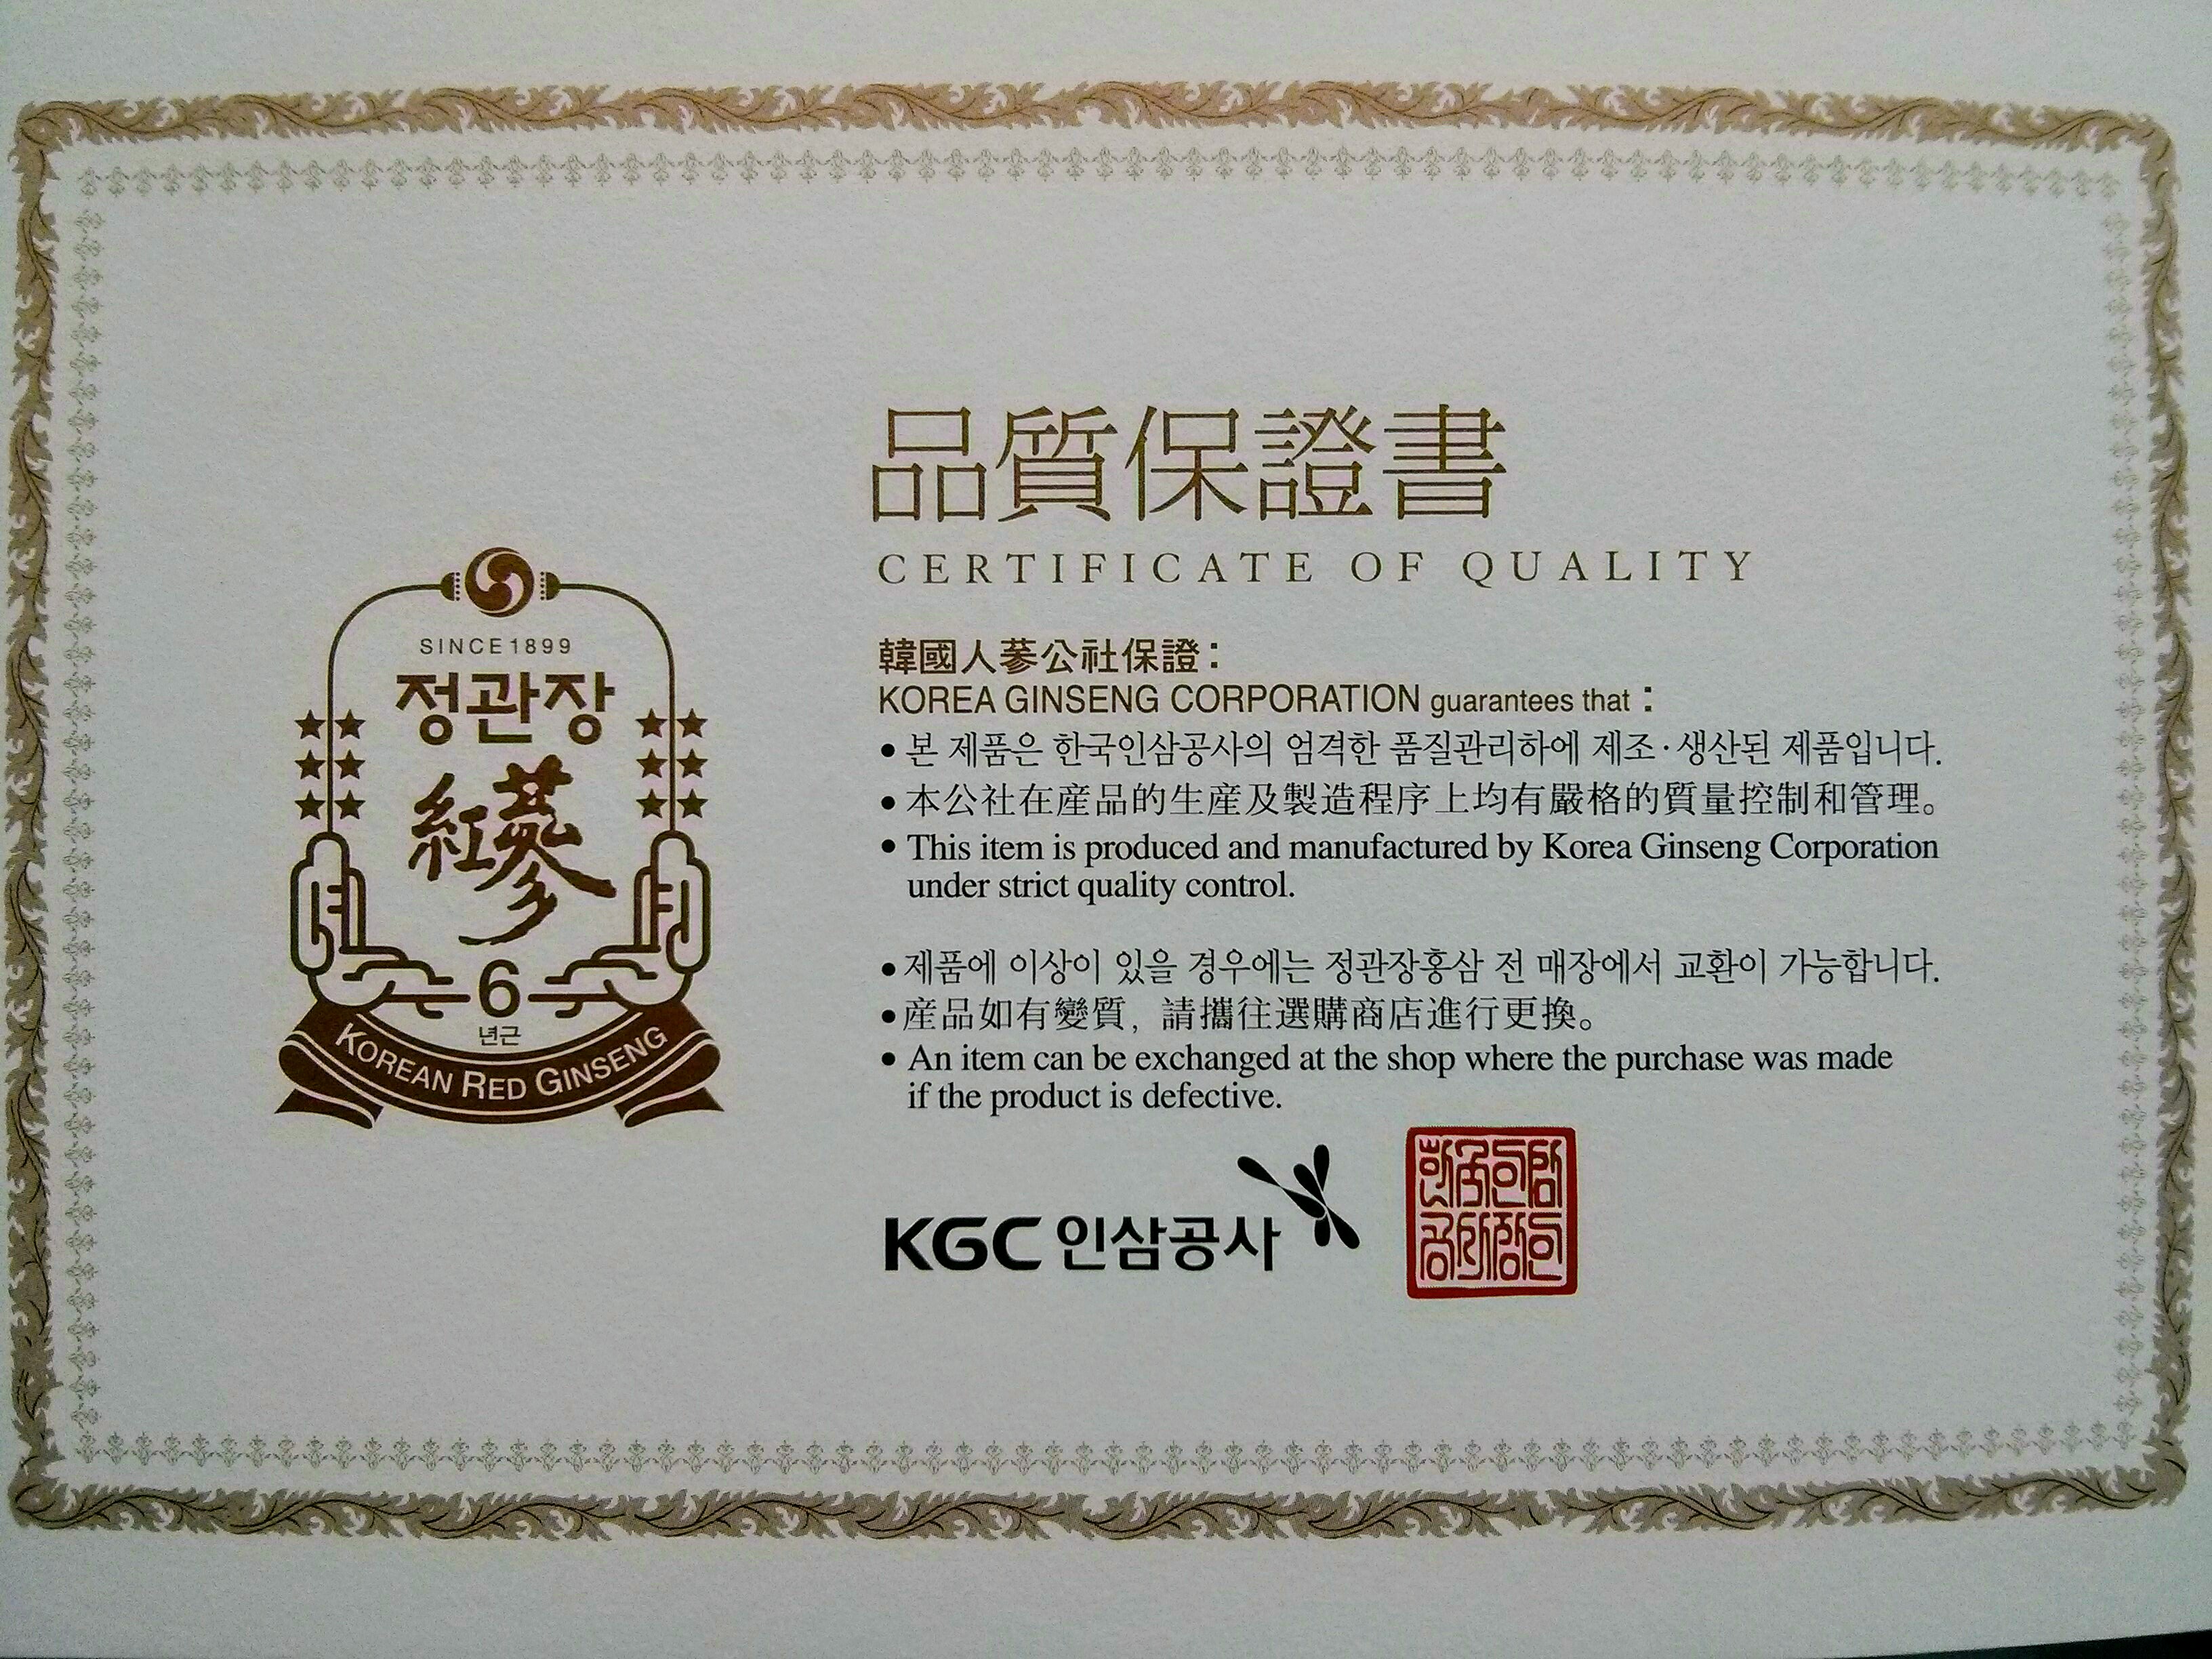 品質保證書
CERTIFICATE OF QUALITY
SINCE 1899
정관장
紅蔘
6
년근
KOREAN RED GINSENG
韓國人蔘公社保證：
KOREA GINSENG CORPORATION guarantees that :
● 본 제품은 한국인삼공사의 엄격한 품질관리하에 제조·생산된 제품입니다.
● 本公社在産品的生産及製造程序上均有嚴格的質量控制和管理。
● This item is produced and manufactured by Korea Ginseng Corporation
under strict quality control.
● 제품에 이상이 있을 경우에는 정관장홍삼 전 매장에서 교환이 가능합니다.
● 産品如有變質, 請攜往選購商店進行更換。
● An item can be exchanged at the shop where the purchase was made
if the product is defective.
KGC 인삼공사